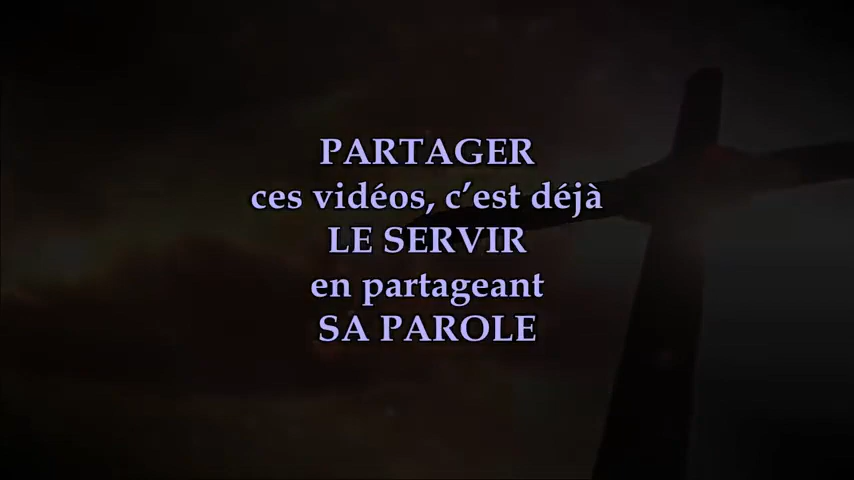 PARTAGER
ces vidéos, c’est déjà
LE SERVIR
en partageant
SA PAROLE